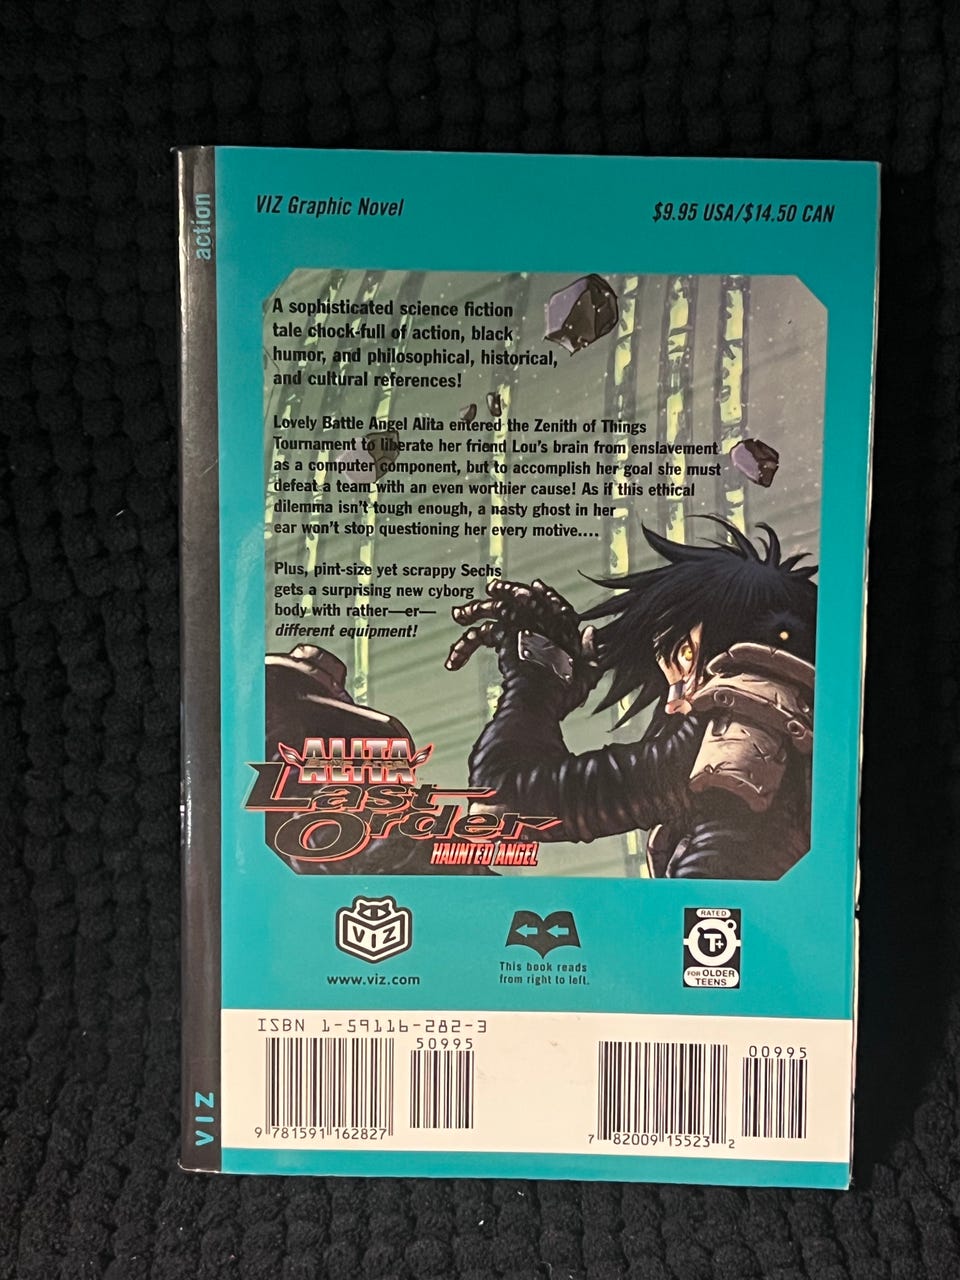 action
VIZ Graphic Novel
$9.95 USA/$14.50 CAN
A sophisticated science fiction
tale chock-full of action, black
humor, and philosophical, historical,
and cultural references!
Lovely Battle Angel Alita entered the Zenith of Things
Tournament to liberate her friend Lou's brain from enslavement
as a computer component, but to accomplish her goal she must
defeat a team with an even worthier cause! As if this ethical
dilemma isn't tough enough, a nasty ghost in her
ear won't stop questioning her every motive....
Plus, pint-size yet scrappy Sechs
gets a surprising new cyborg
body with rather—er—
different equipment!
ALITA
Last
Order
HAUNTED ANGEL
VIZ
www.viz.com
This book reads
from right to left.
RATED
T+
FOR OLDER
TEENS
ISBN 1-59116-282-3
50995
9 781591 162827
00995
7 82009 15523 2
VIZ